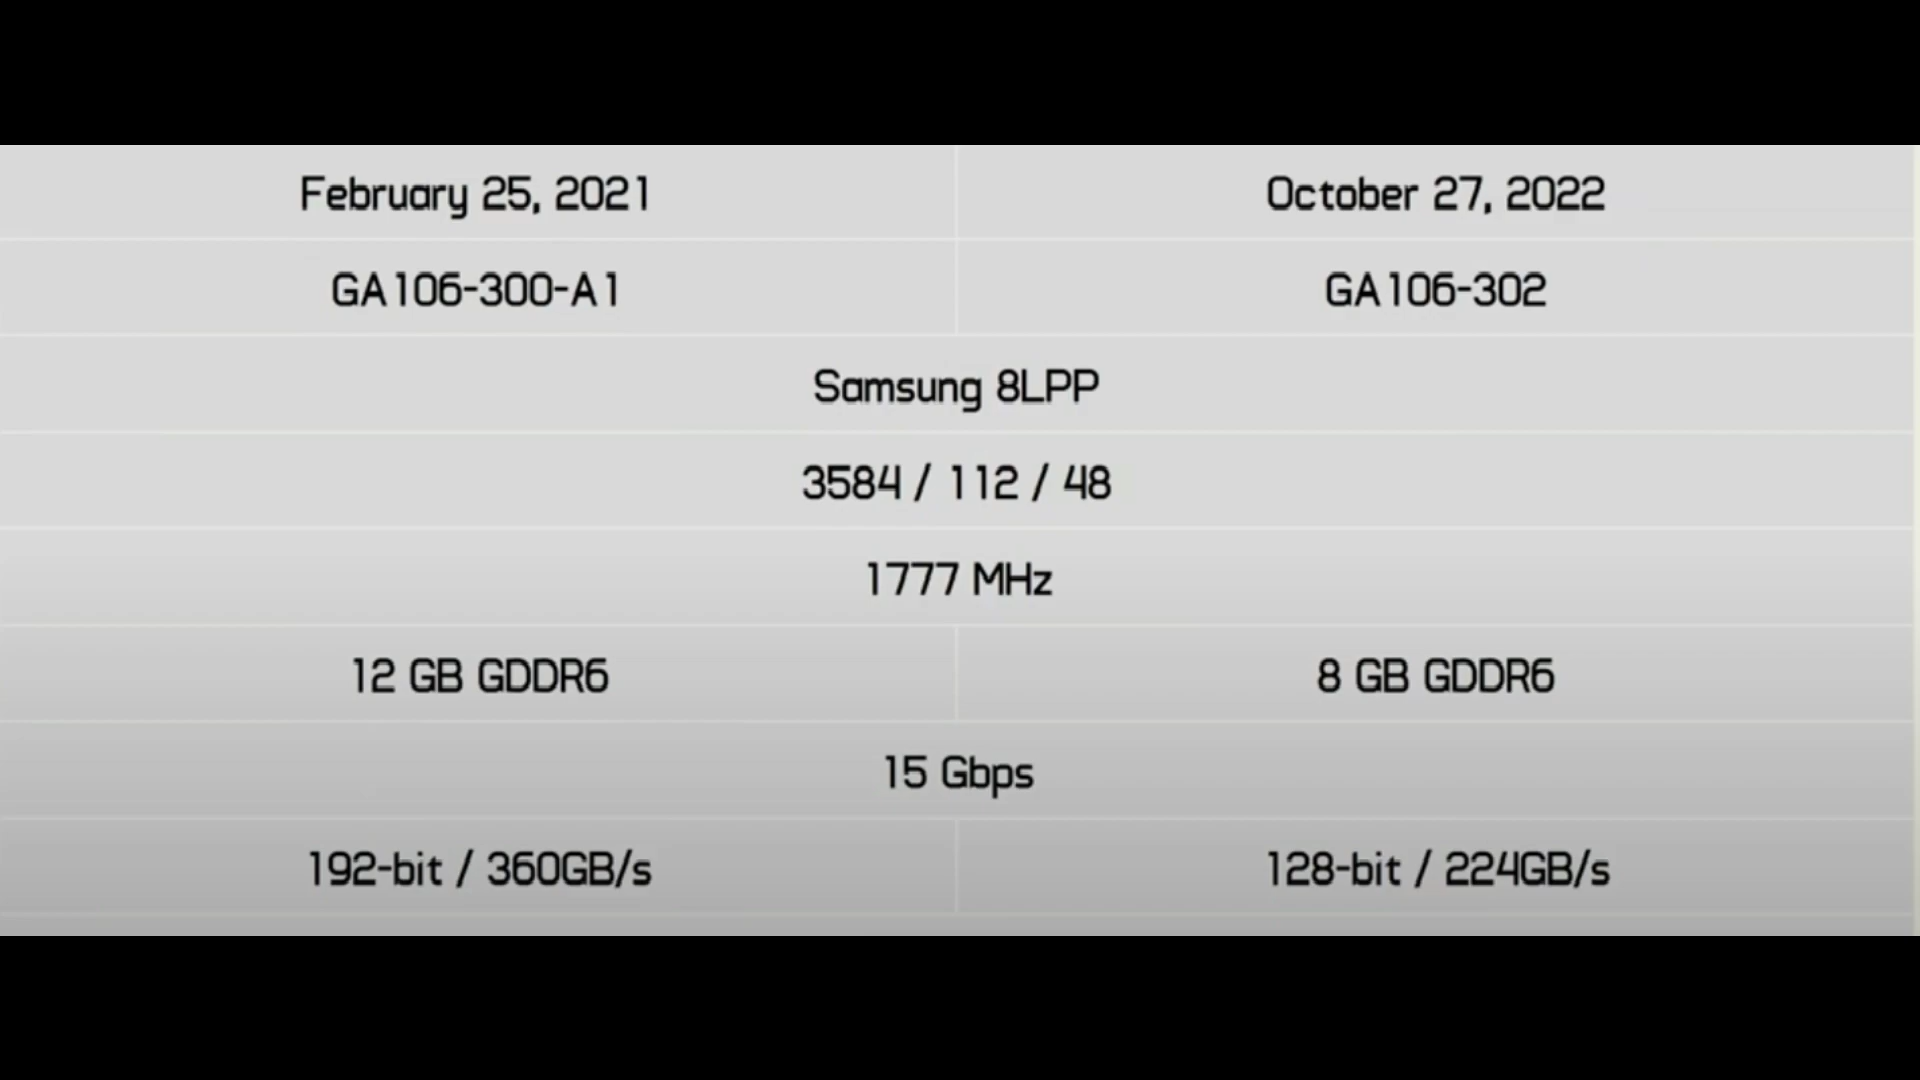 February 25, 2021 October 27, 2022
GA106-300-A1 GA106-302
Samsung 8LPP
3584 / 112 / 48
1777 MHz
12 GB GDDR6 8 GB GDDR6
15 Gbps
192-bit / 360GB/s 128-bit / 224GB/s